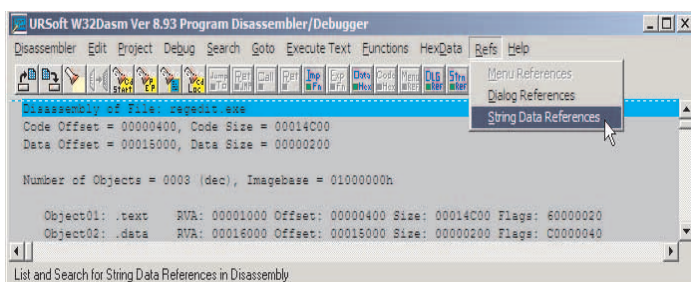 URSoft W32Dasm Ver 8.93 Program Disassembler/Debugger
Disassembler Edit Project Debug Search Goto Execute Text Functions HexData Refs Help
Menu References
Dialog References
String Data References
Disassembly of File: regedit.exe
Code Offset = 00000400, Code Size = 00014C00
Data Offset = 00015000, Data Size = 00000200
Number of Objects = 0003 (dec), Imagebase = 01000000h
Object01: .text RVA: 00001000 Offset: 00000400 Size: 00014C00 Flags: 60000020
Object02: .data RVA: 00016000 Offset: 00015000 Size: 00000200 Flags: C0000040
List and Search for String Data References in Disassembly